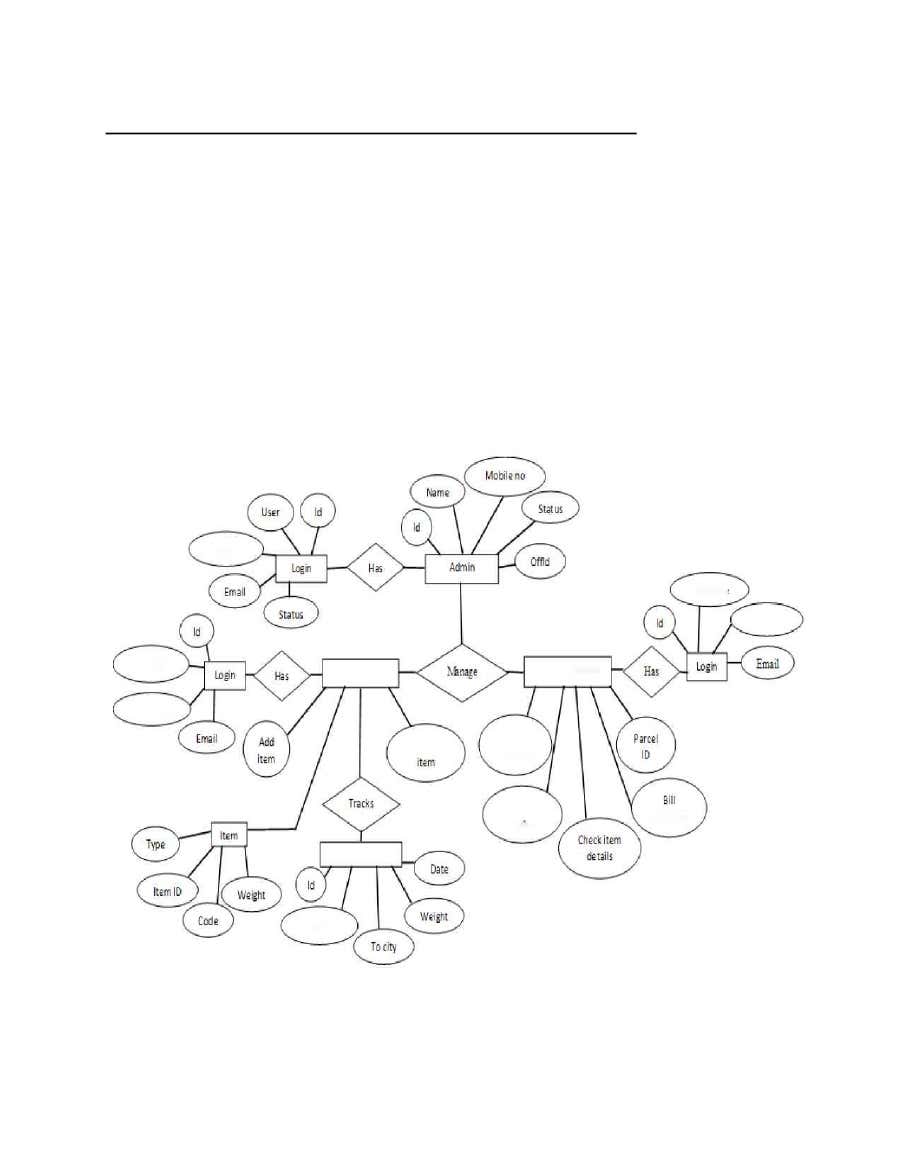 Mobile no
Name
User
Id
Status
Id
OffId
Login
Has
Admin
Email
Status
Id
Id
Login
Has
Manage
Has
Login
Email
Email
Add
item
item
Parcel
ID
Bill
Tracks
Type
Item
Check item
details
Date
Item ID
Weight
Id
Code
Weight
To city